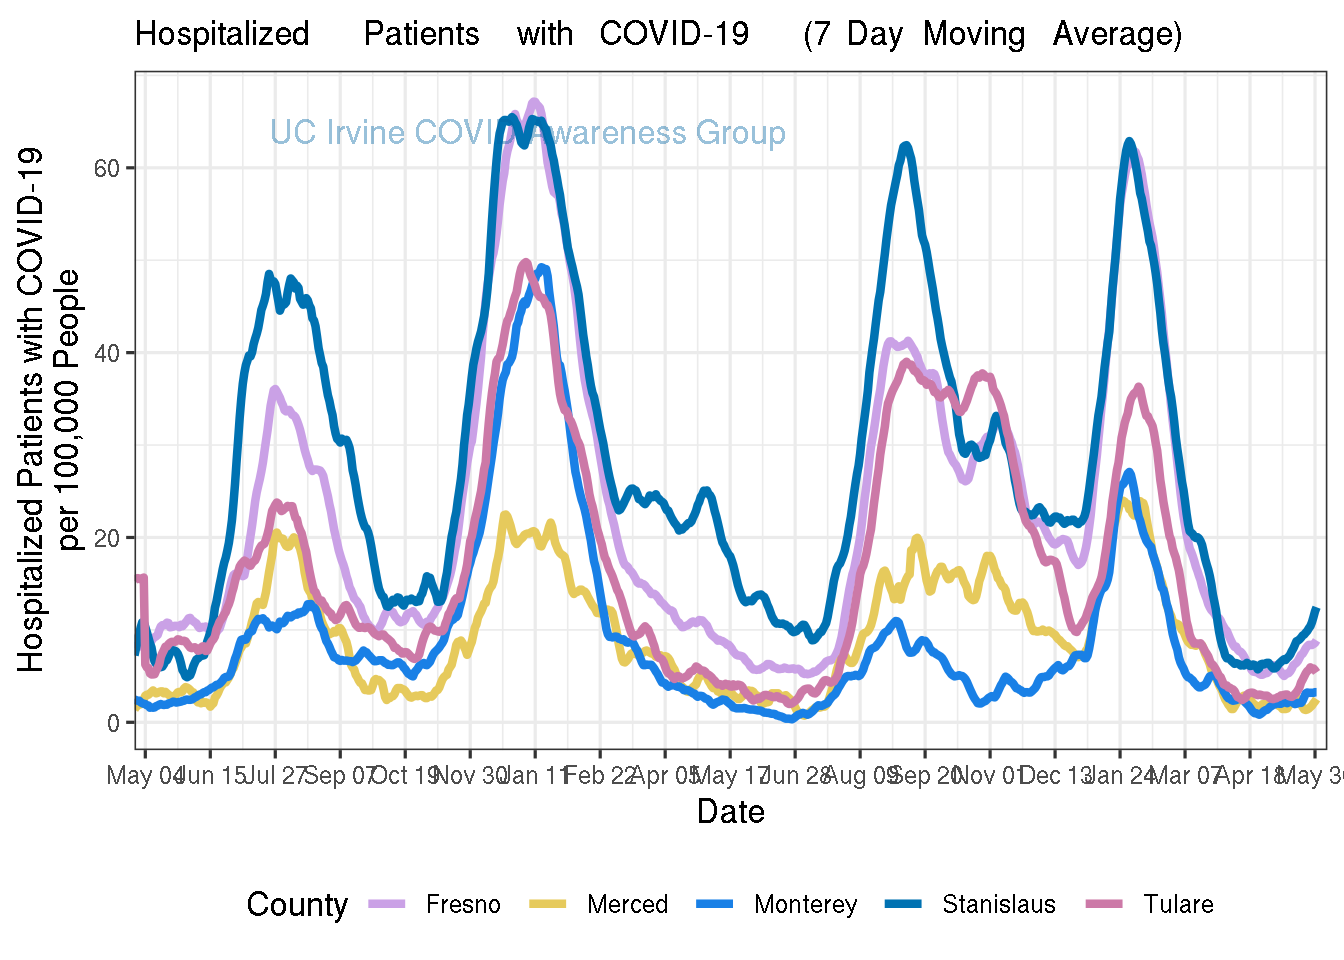 Hospitalized Patients with COVID-19 (7 Day Moving Average)
UC Irvine COVID Awareness Group
Hospitalized Patients with COVID-19
per 100,000 People
60
40
20
0
May 04 Jun 15 Jul 27 Sep 07 Oct 19 Nov 30 Jan 11 Feb 22 Apr 05 May 17 Jun 28 Aug 09 Sep 20 Nov 01 Dec 13 Jan 24 Mar 07 Apr 18 May 30
Date
County Fresno Merced Monterey Stanislaus Tulare